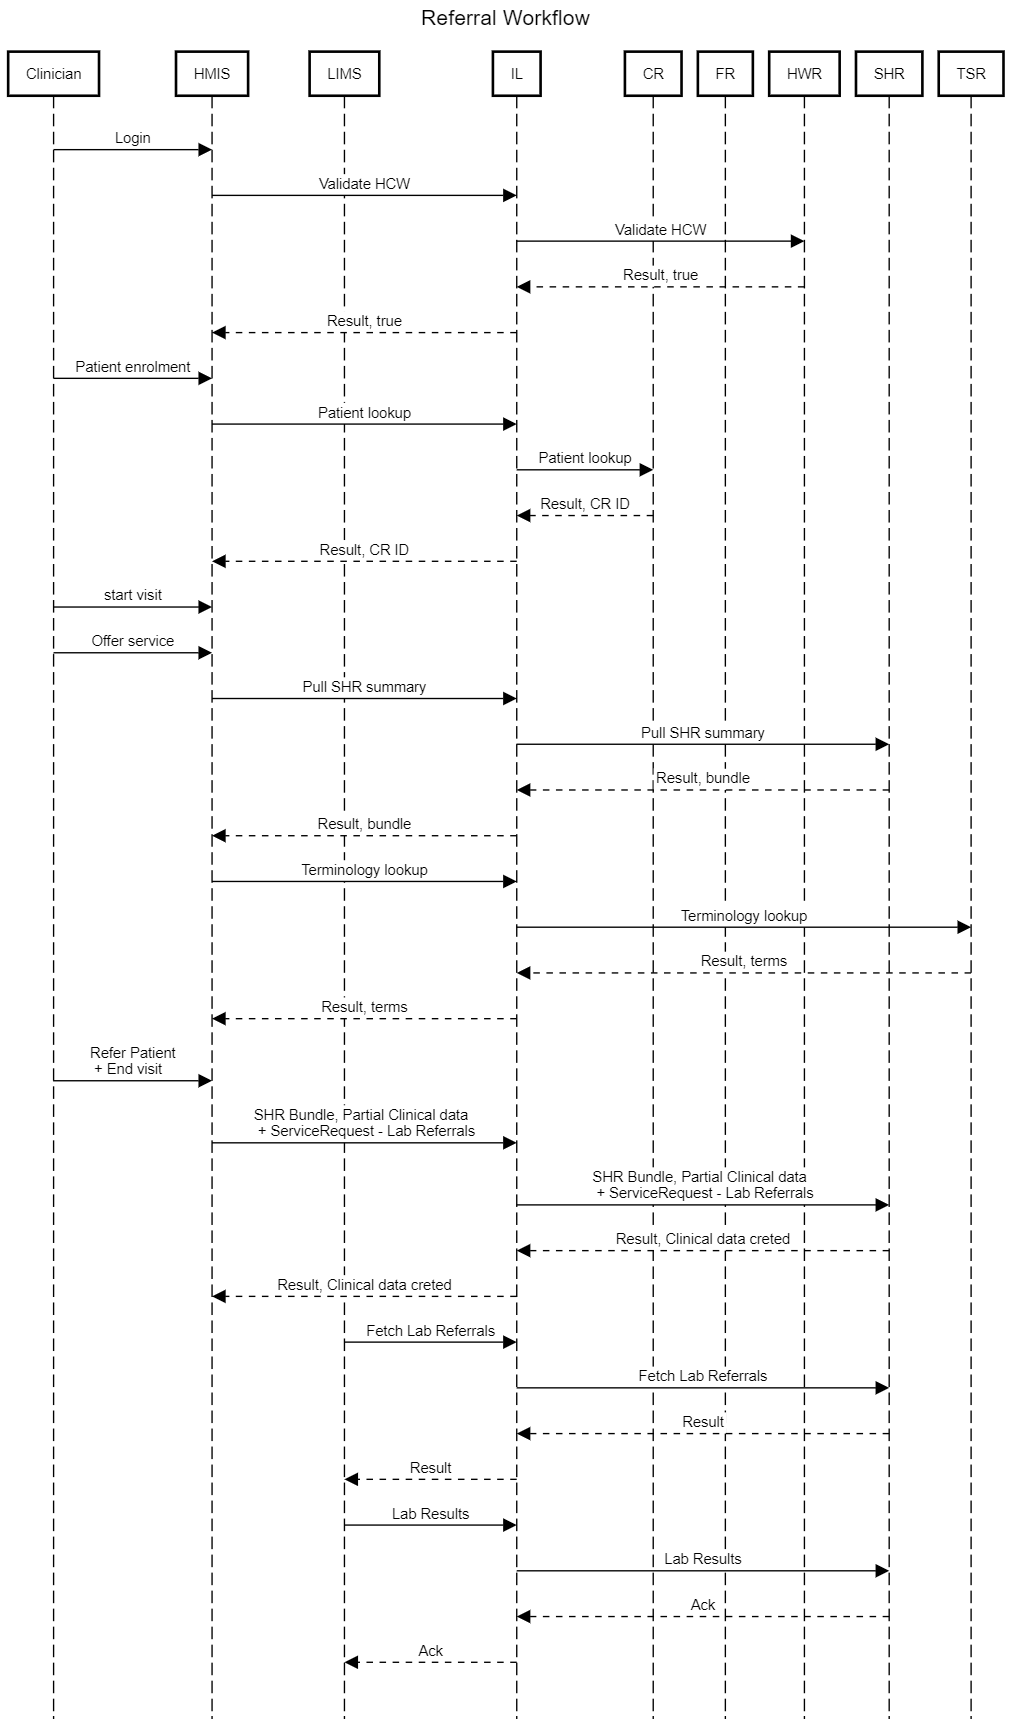 Referral Workflow
Clinician
HMIS
LIMS
IL
CR
FR
HWR
SHR
TSR
Login
Validate HCW
Validate HCW
Result, true
Result, true
Patient enrolment
Patient lookup
Patient lookup
Result, CR ID
Result, CR ID
start visit
Offer service
Pull SHR summary
Pull SHR summary
Result, bundle
Result, bundle
Terminology lookup
Terminology lookup
Result, terms
Result, terms
Refer Patient
+ End visit
SHR Bundle, Partial Clinical data
+ ServiceRequest - Lab Referrals
SHR Bundle, Partial Clinical data
+ ServiceRequest - Lab Referrals
Result, Clinical data creted
Result, Clinical data creted
Fetch Lab Referrals
Fetch Lab Referrals
Result
Result
Lab Results
Lab Results
Ack
Ack